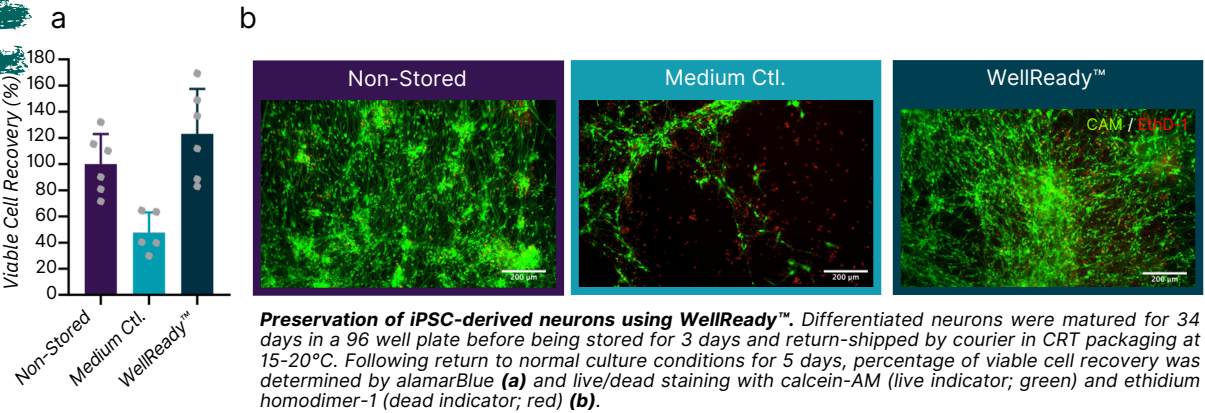 a
b
Viable Cell Recovery (%)
180
160
140
120
100
80
60
40
20
0
Non-Stored
Medium Ctl.
WellReady™
Non-Stored
Medium Ctl.
WellReady™
CAM / EthD-1
200 µm
200 µm
200 µm
Preservation of iPSC-derived neurons using WellReady™. Differentiated neurons were matured for 34
days in a 96 well plate before being stored for 3 days and return-shipped by courier in CRT packaging at
15-20°C. Following return to normal culture conditions for 5 days, percentage of viable cell recovery was
determined by alamarBlue (a) and live/dead staining with calcein-AM (live indicator; green) and ethidium
homodimer-1 (dead indicator; red) (b).